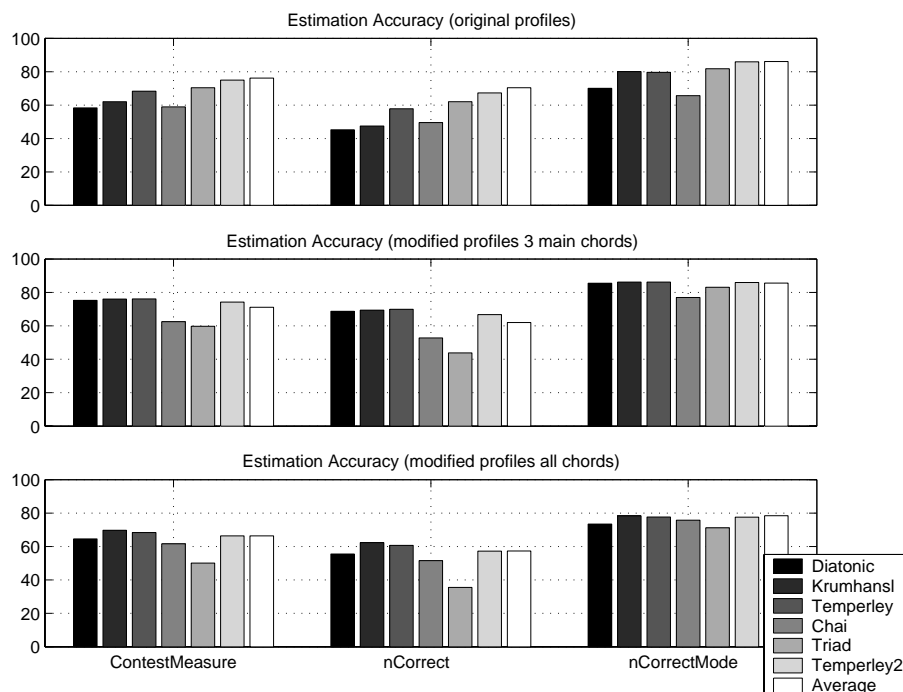 Estimation Accuracy (original profiles)
100
80
60
40
20
0
Estimation Accuracy (modified profiles 3 main chords)
100
80
60
40
20
0
Estimation Accuracy (modified profiles all chords)
100
80
60
40
20
0
ContestMeasure nCorrect nCorrectMode
Diatonic
Krumhansl
Temperley
Chai
Triad
Temperley2
Average